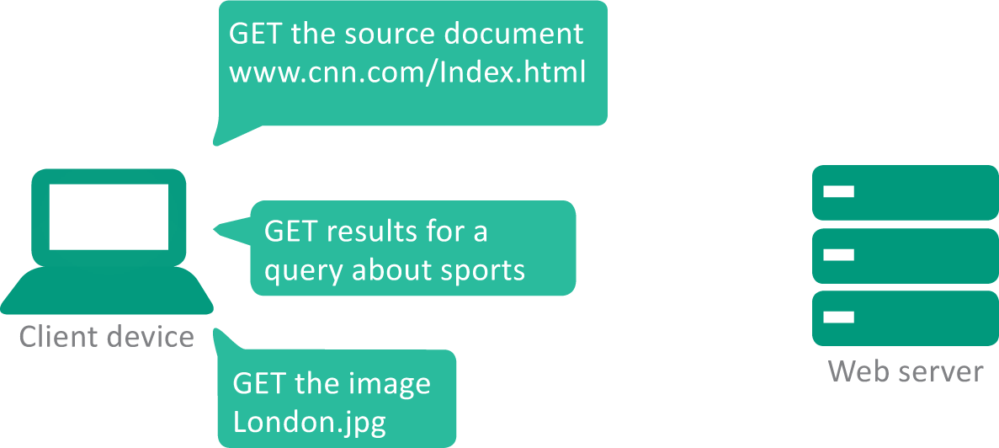 GET the source document
www.cnn.com/Index.html
GET results for a
query about sports
Client device
GET the image
London.jpg
Web server